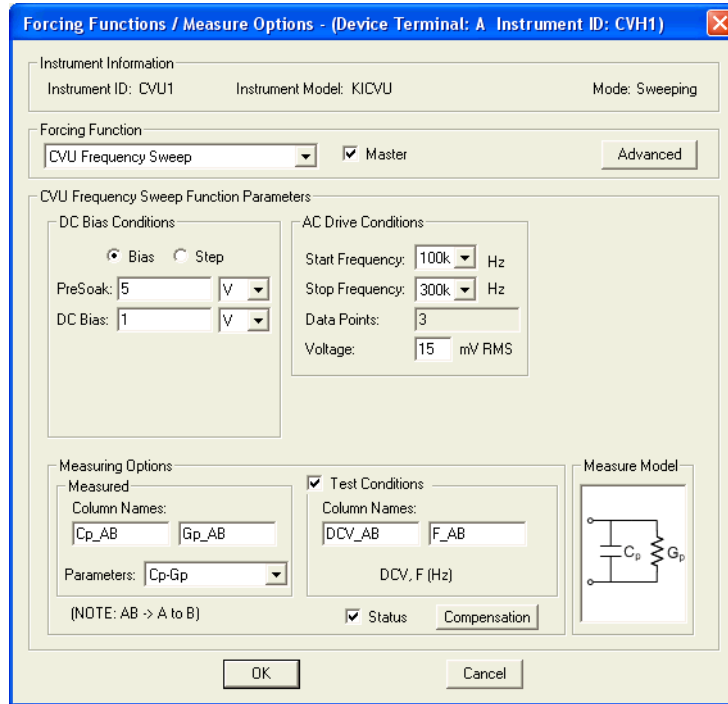 Forcing Functions / Measure Options - (Device Terminal: A  Instrument ID: CVH1)
Instrument Information
Instrument ID: CVU1 Instrument Model: KICVU Mode: Sweeping
Forcing Function
CVU Frequency Sweep Master Advanced
CVU Frequency Sweep Function Parameters
DC Bias Conditions
Bias Step
PreSoak: 5 V
DC Bias: 1 V
AC Drive Conditions
Start Frequency: 100k Hz
Stop Frequency: 300k Hz
Data Points: 3
Voltage: 15 mV RMS
Measuring Options
Measured
Column Names:
Cp_AB Gp_AB
Parameters: Cp-Gp
(NOTE: AB -> A to B)
Test Conditions
Column Names:
DCV_AB F_AB
DCV, F (Hz)
Status Compensation
Measure Model
Cp Gp
OK Cancel